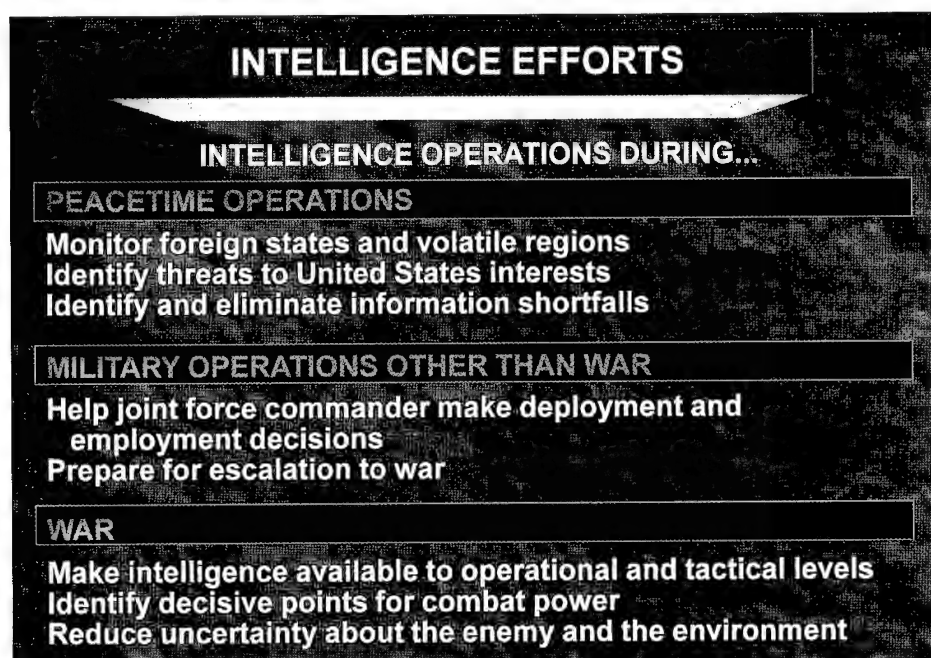 INTELLIGENCE EFFORTS
INTELLIGENCE OPERATIONS DURING...
PEACETIME OPERATIONS
Monitor foreign states and volatile regions
Identify threats to United States interests
Identify and eliminate information shortfalls
MILITARY OPERATIONS OTHER THAN WAR
Help joint force commander make deployment and
employment decisions
Prepare for escalation to war
WAR
Make intelligence available to operational and tactical levels
Identify decisive points for combat power
Reduce uncertainty about the enemy and the environment